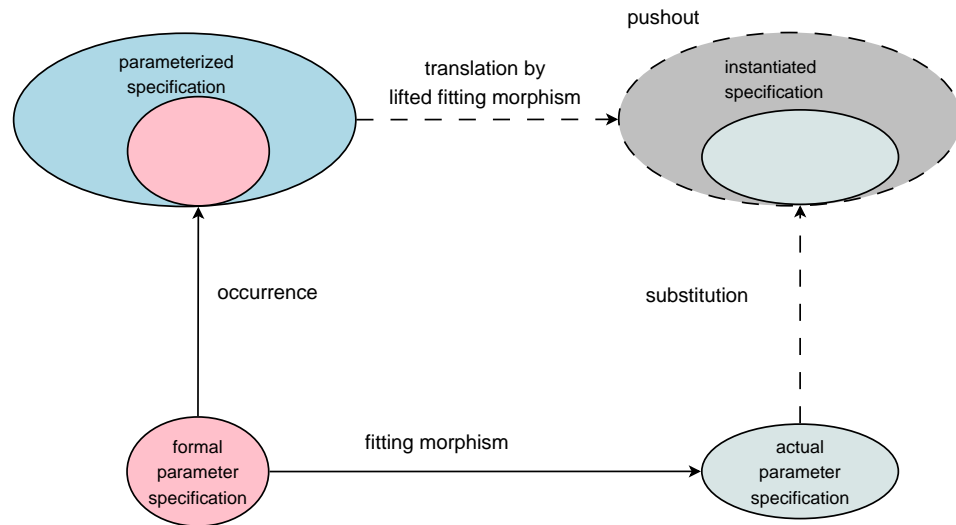 pushout
parameterized
specification
translation by
lifted fitting morphism
instantiated
specification
occurrence
substitution
fitting morphism
formal
parameter
specification
actual
parameter
specification